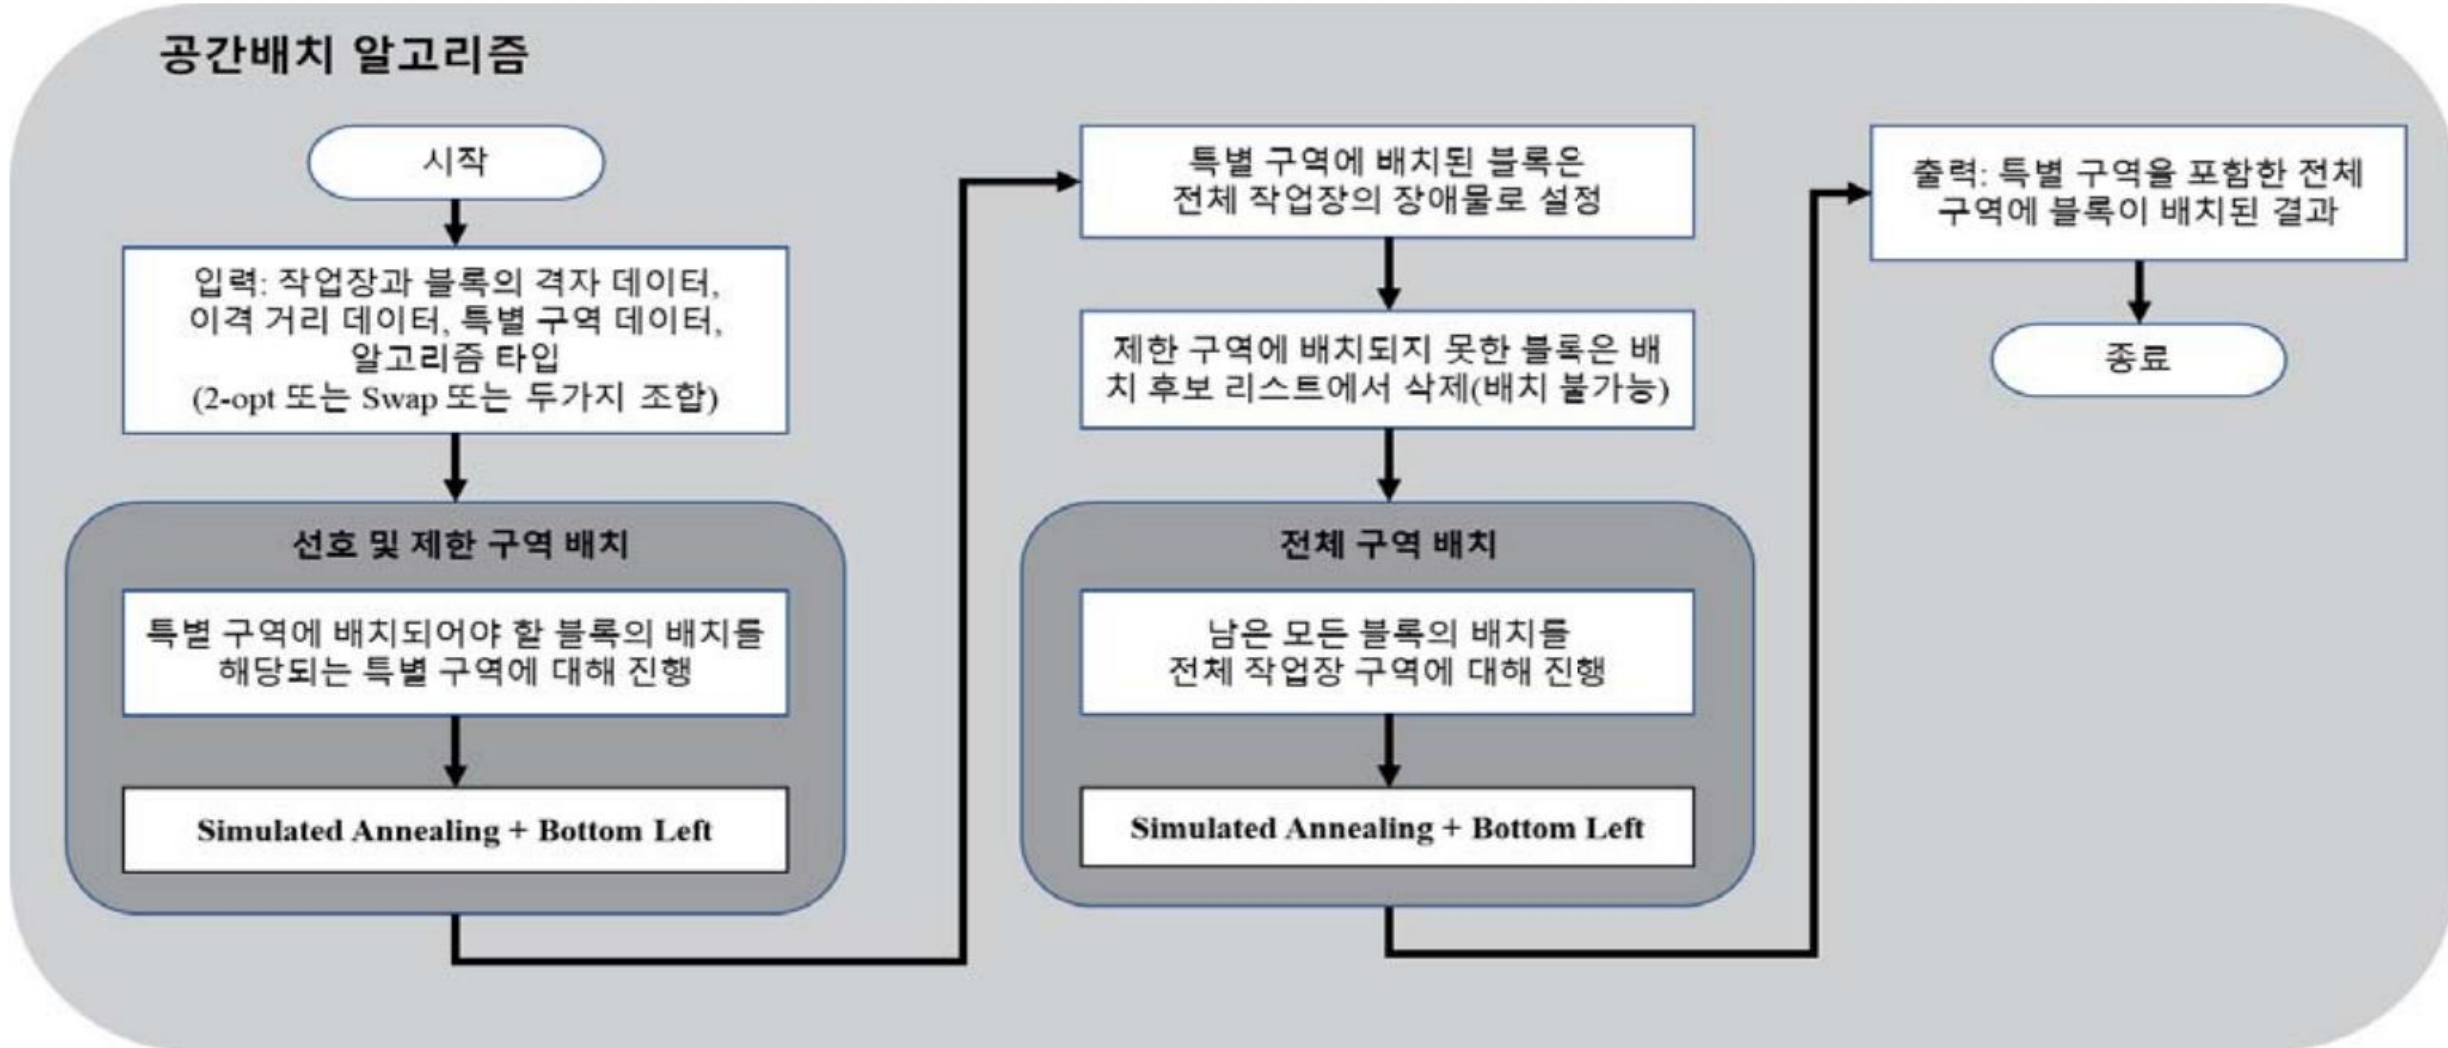 공간배치 알고리즘
시작
입력: 작업장과 블록의 격자 데이터,
이격 거리 데이터, 특별 구역 데이터,
알고리즘 타입
(2-opt 또는 Swap 또는 두가지 조합)
선호 및 제한 구역 배치
특별 구역에 배치되어야 할 블록의 배치를
해당되는 특별 구역에 대해 진행
Simulated Annealing + Bottom Left
특별 구역에 배치된 블록은
전체 작업장의 장애물로 설정
제한 구역에 배치되지 못한 블록은 배
치 후보 리스트에서 삭제(배치 불가능)
전체 구역 배치
남은 모든 블록의 배치를
전체 작업장 구역에 대해 진행
Simulated Annealing + Bottom Left
출력: 특별 구역을 포함한 전체
구역에 블록이 배치된 결과
종료